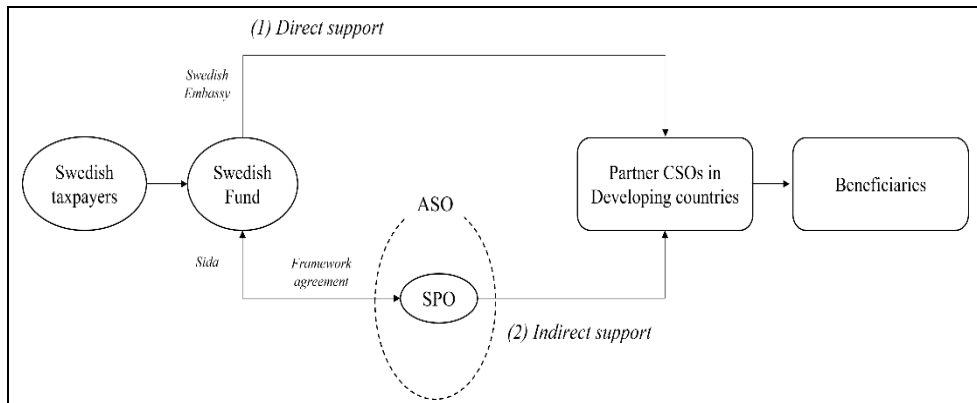 (1) Direct support
Swedish
Embassy
Swedish
taxpayers
Swedish
Fund
Partner CSOs in
Developing countries
Beneficiaries
ASO
Sida
Framework
agreement
SPO
(2) Indirect support